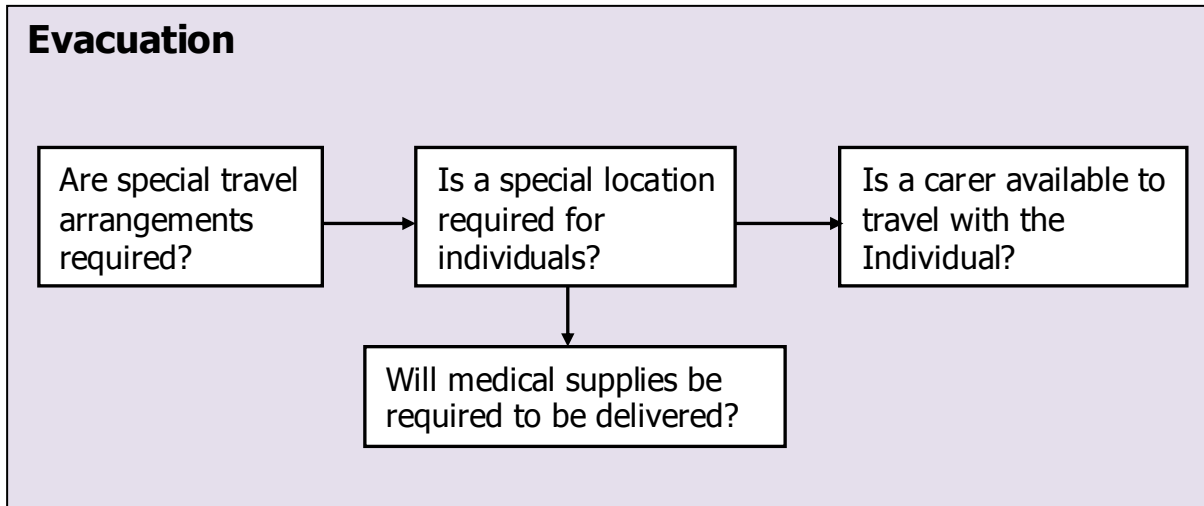 Evacuation
Are special travel
arrangements
required?
Is a special location
required for
individuals?
Is a carer available to
travel with the
Individual?
Will medical supplies be
required to be delivered?